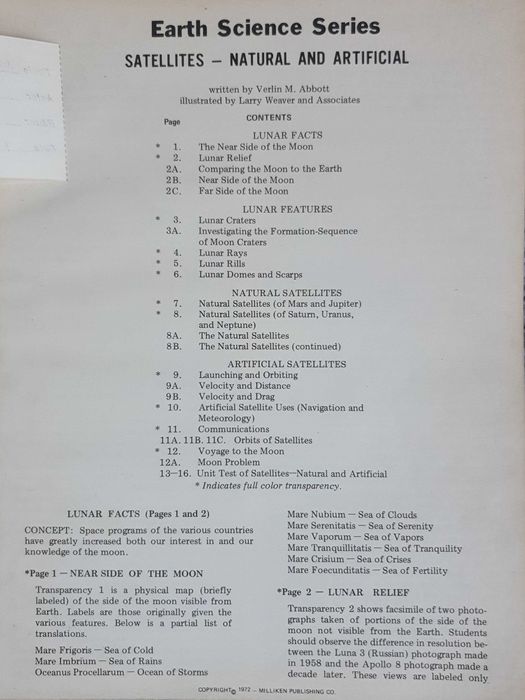 Earth Science Series
SATELLITES — NATURAL AND ARTIFICIAL
written by Verlin M. Abbott
illustrated by Larry Weaver and Associates
Page
CONTENTS
LUNAR FACTS
* 1. The Near Side of the Moon
* 2. Lunar Relief
2A. Comparing the Moon to the Earth
2B. Near Side of the Moon
2C. Far Side of the Moon
LUNAR FEATURES
* 3. Lunar Craters
3A. Investigating the Formation-Sequence
of Moon Craters
* 4. Lunar Rays
* 5. Lunar Rills
* 6. Lunar Domes and Scarps
NATURAL SATELLITES
* 7. Natural Satellites (of Mars and Jupiter)
* 8. Natural Satellites (of Saturn, Uranus,
and Neptune)
8A. The Natural Satellites
8B. The Natural Satellites (continued)
ARTIFICIAL SATELLITES
* 9. Launching and Orbiting
9A. Velocity and Distance
9B. Velocity and Drag
* 10. Artificial Satellite Uses (Navigation and
Meteorology)
* 11. Communications
11A. 11B. 11C. Orbits of Satellites
* 12. Voyage to the Moon
12A. Moon Problem
13—16. Unit Test of Satellites—Natural and Artificial
* Indicates full color transparency.
LUNAR FACTS (Pages 1 and 2)
CONCEPT: Space programs of the various countries
have greatly increased both our interest in and our
knowledge of the moon.
*Page 1 — NEAR SIDE OF THE MOON
Transparency 1 is a physical map (briefly
labeled) of the side of the moon visible from
Earth. Labels are those originally given the
various features. Below is a partial list of
translations.
Mare Frigoris — Sea of Cold
Mare Imbrium — Sea of Rains
Oceanus Procellarum — Ocean of Storms
Mare Nubium — Sea of Clouds
Mare Serenitatis — Sea of Serenity
Mare Vaporum — Sea of Vapors
Mare Tranquillitatis — Sea of Tranquility
Mare Crisium — Sea of Crises
Mare Foecunditatis — Sea of Fertility
*Page 2 — LUNAR RELIEF
Transparency 2 shows facsimile of two photo-
graphs taken of portions of the side of the
moon not visible from the Earth. Students
should observe the difference in resolution be-
tween the Luna 3 (Russian) photograph made
in 1958 and the Apollo 8 photograph made a
decade later. These views are labeled only
COPYRIGHT © 1972 — MILLIKEN PUBLISHING CO.